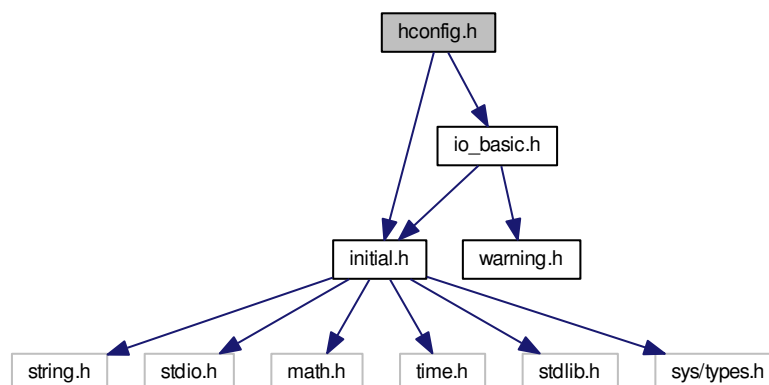 hconfig.h
io_basic.h
initial.h
warning.h
string.h
stdio.h
math.h
time.h
stdlib.h
sys/types.h